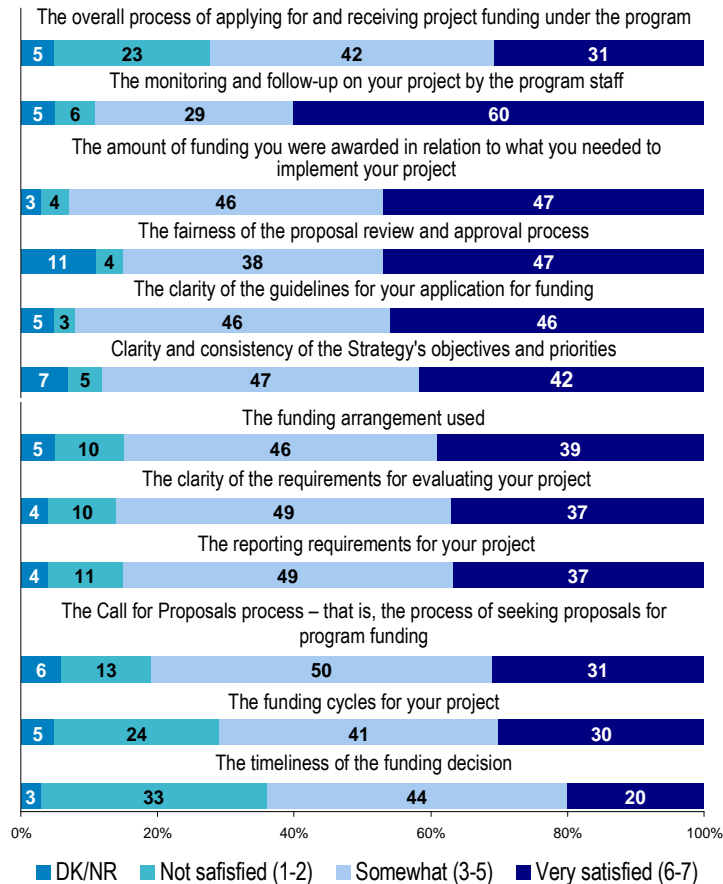 The overall process of applying for and receiving project funding under the program
5 23 42 31
The monitoring and follow-up on your project by the program staff
5 6 29 60
The amount of funding you were awarded in relation to what you needed to
implement your project
3 4 46 47
The fairness of the proposal review and approval process
11 4 38 47
The clarity of the guidelines for your application for funding
5 3 46 46
Clarity and consistency of the Strategy's objectives and priorities
7 5 47 42
The funding arrangement used
5 10 46 39
The clarity of the requirements for evaluating your project
4 10 49 37
The reporting requirements for your project
4 11 49 37
The Call for Proposals process – that is, the process of seeking proposals for
program funding
6 13 50 31
The funding cycles for your project
5 24 41 30
The timeliness of the funding decision
3 33 44 20
0% 20% 40% 60% 80% 100%
DK/NR Not safisfied (1-2) Somewhat (3-5) Very satisfied (6-7)